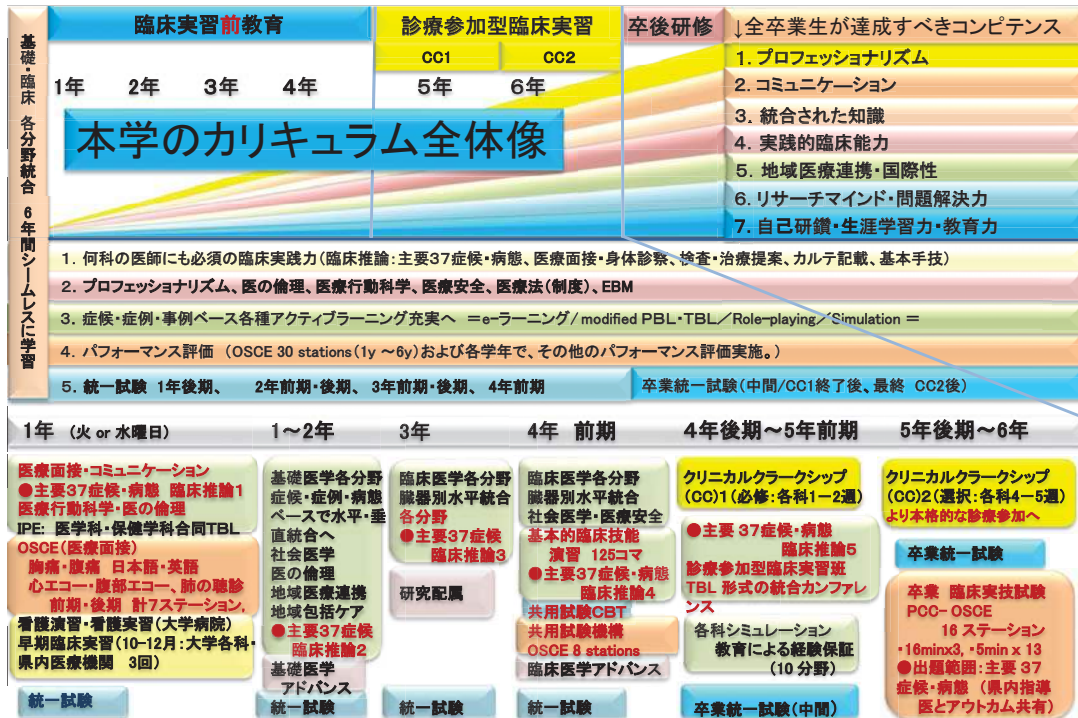 基礎・臨床 各分野統合 6年間シームレスに学習
臨床実習前教育
診療参加型臨床実習
卒後研修
↓全卒業生が達成すべきコンピテンス
CC1
CC2
1年
2年
3年
4年
5年
6年
本学のカリキュラム全体像
1. プロフェッショナリズム
2. コミュニケーション
3. 統合された知識
4. 実践的臨床能力
5. 地域医療連携・国際性
6. リサーチマインド・問題解決力
7. 自己研鑽・生涯学習力・教育力
1. 何科の医師にも必須の臨床実践力(臨床推論:主要37症候・病態、医療面接・身体診察、検査・治療提案、カルテ記載、基本手技)
2. プロフェッショナリズム、医の倫理、医療行動科学、医療安全、医療法(制度)、EBM
3. 症候・症例・事例ベース各種アクティブラーニング充実へ =e-ラーニング/modified PBL・TBL/Role-playing/Simulation =
4. パフォーマンス評価 (OSCE 30 stations(1y ~6y)および各学年で、その他のパフォーマンス評価実施。)
5. 統一試験 1年後期、 2年前期・後期、3年前期・後期、4年前期
卒業統一試験(中間/CC1終了後、最終 CC2後)
1年 (火 or 水曜日)
1~2年
3年
4年 前期
4年後期~5年前期
5年後期~6年
医療面接・コミュニケーション
●主要37症候・病態 臨床推論1
医療行動科学・医の倫理
IPE: 医学科・保健学科合同TBL
OSCE(医療面接)
胸痛・腹痛 日本語・英語
心エコー・腹部エコー、肺の聴診
前期・後期 計7ステーション,
看護演習・看護実習(大学病院)
早期臨床実習(10-12月:大学各科・
県内医療機関 3回)
統一試験
基礎医学各分野
症候・症例・病態
ベースで水平・垂
直統合へ
社会医学
医の倫理
地域医療連携
地域包括ケア
●主要37症候
臨床推論2
基礎医学
アドバンス
統一試験
臨床医学各分野
臓器別水平統合
各分野
●主要37症候
臨床推論3
研究配属
統一試験
臨床医学各分野
臓器別水平統合
社会医学・医療安全
基本的臨床技能
演習 125コマ
●主要37症候・病態
臨床推論4
共用試験CBT
共用試験機構
OSCE 8 stations
臨床医学アドバンス
統一試験
クリニカルクラークシップ
(CC)1(必修:各科1-2週)
●主要 37症候・病態
臨床推論5
診療参加型臨床実習班
TBL 形式の統合カンファレ
ンス
各科シミュレーション
教育による経験保証
(10 分野)
卒業統一試験(中間)
クリニカルクラークシップ
(CC)2(選択:各科4-5週)
より本格的な診療参加へ
卒業統一試験
卒業 臨床実技試験
PCC- OSCE
16 ステーション
・16minx3, ・5min x 13
●出題範囲:主要 37
症候・病態 (県内指導
医とアウトカム共有)